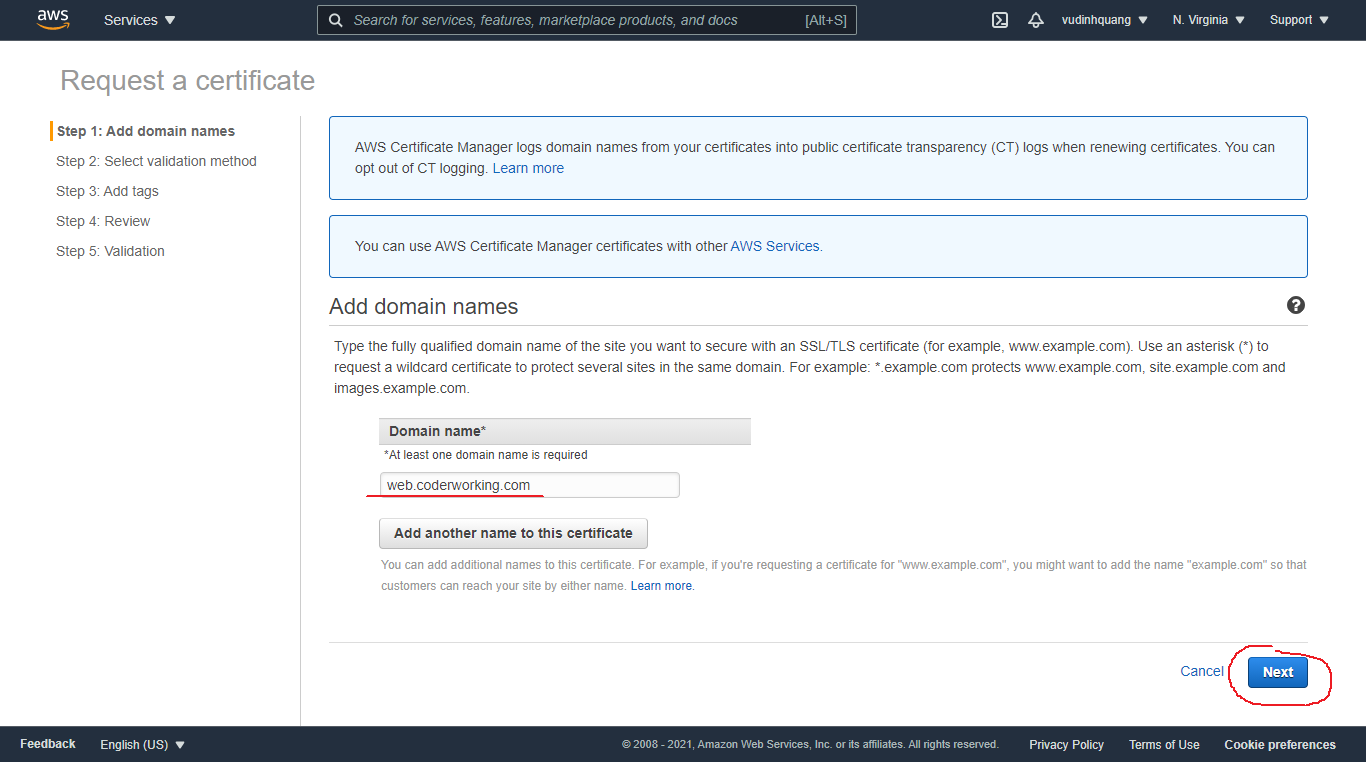 aws Services Search for services, features, marketplace products, and docs [Alt+S] vudinhquang N. Virginia Support
Request a certificate
Step 1: Add domain names
Step 2: Select validation method
Step 3: Add tags
Step 4: Review
Step 5: Validation
AWS Certificate Manager logs domain names from your certificates into public certificate transparency (CT) logs when renewing certificates. You can
opt out of CT logging. Learn more
You can use AWS Certificate Manager certificates with other AWS Services.
Add domain names
Type the fully qualified domain name of the site you want to secure with an SSL/TLS certificate (for example, www.example.com). Use an asterisk (*) to
request a wildcard certificate to protect several sites in the same domain. For example: *.example.com protects www.example.com, site.example.com and
images.example.com.
Domain name*
*At least one domain name is required
web.coderworking.com
Add another name to this certificate
You can add additional names to this certificate. For example, if you're requesting a certificate for "www.example.com", you might want to add the name "example.com" so that
customers can reach your site by either name. Learn more.
Cancel Next
Feedback English (US) © 2008 - 2021, Amazon Web Services, Inc. or its affiliates. All rights reserved. Privacy Policy Terms of Use Cookie preferences